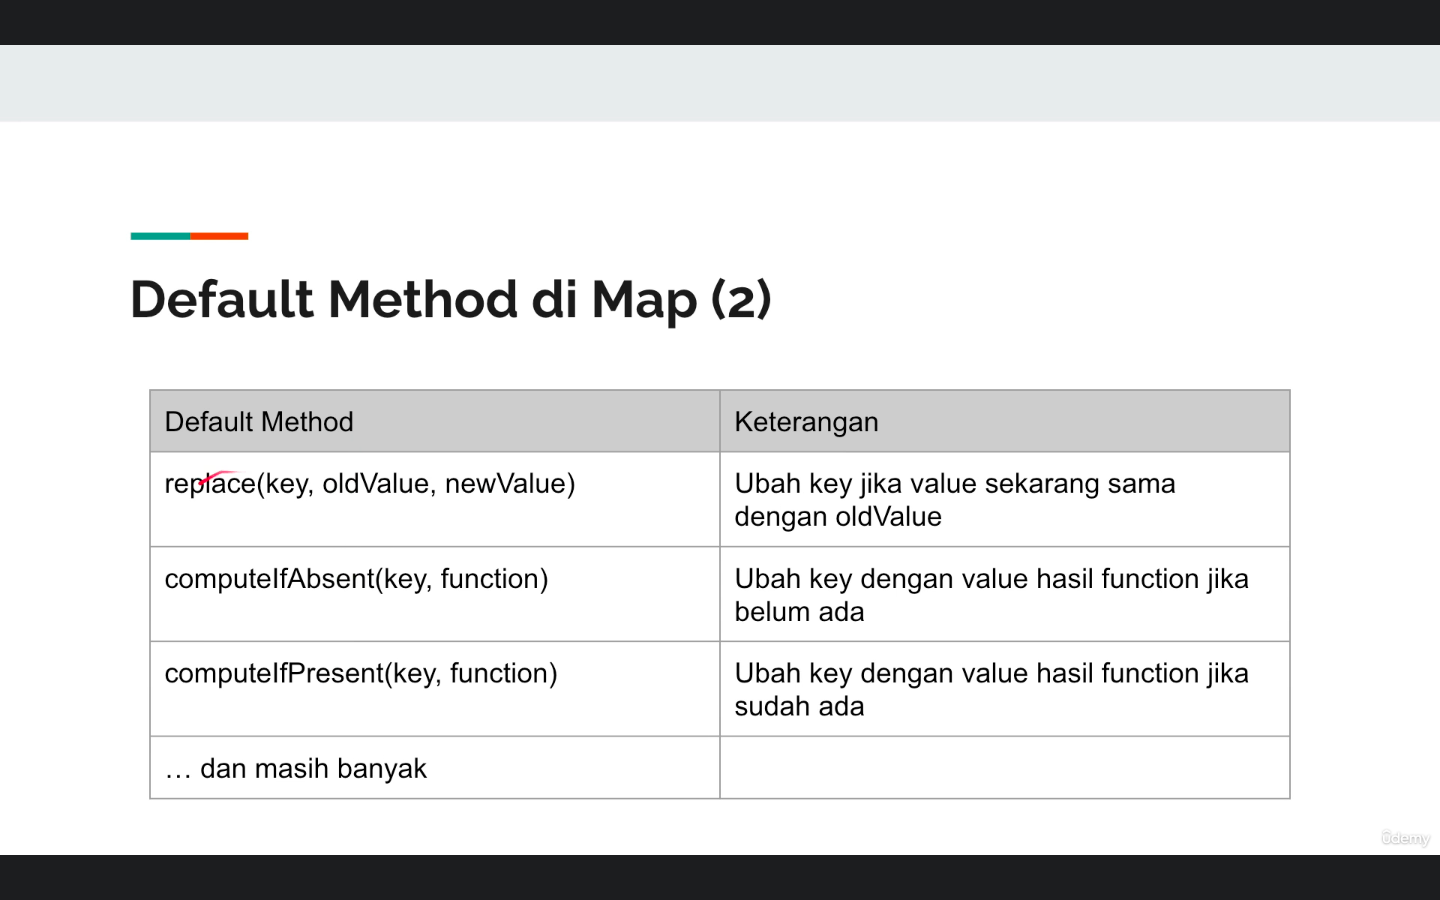 Default Method di Map (2)
Default Method
Keterangan
replace(key, oldValue, newValue)
Ubah key jika value sekarang sama
dengan oldValue
computeIfAbsent(key, function)
Ubah key dengan value hasil function jika
belum ada
computeIfPresent(key, function)
Ubah key dengan value hasil function jika
sudah ada
… dan masih banyak
ûdemy